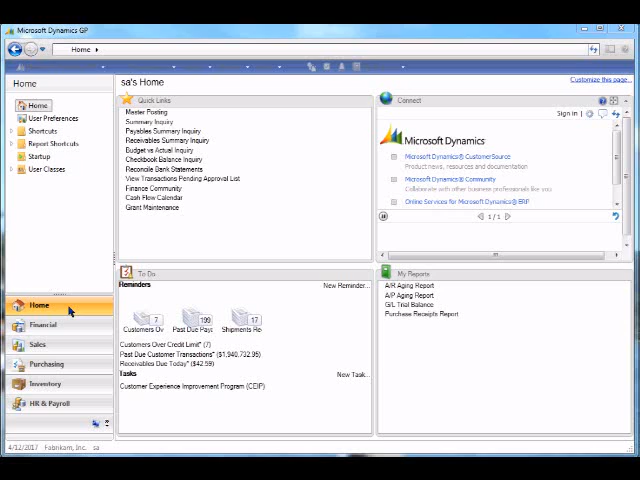 Microsoft Dynamics GP
Home
Home
sa's Home
Customize this page...
Home
User Preferences
Shortcuts
Report Shortcuts
Startup
User Classes
Quick Links
Master Posting
Summary Inquiry
Payables Summary Inquiry
Receivables Summary Inquiry
Budget vs Actual Inquiry
Checkbook Balance Inquiry
Reconcile Bank Statements
View Transactions Pending Approval List
Finance Community
Cash Flow Calendar
Grant Maintenance
Connect
Sign in
Microsoft Dynamics
Microsoft Dynamics® CustomerSource
Product news, resources and documentation
Microsoft Dynamics® Community
Collaborate with other business professionals like you
Online Services for Microsoft Dynamics® ERP
1 / 1
To Do
Reminders
New Reminder...
7
199
17
Customers Ov
Past Due Pay
Shipments Re
Customers Over Credit Limit* (7)
Past Due Customer Transactions* ($1,940,732.95)
Receivables Due Today* ($42.59)
Tasks
New Task...
Customer Experience Improvement Program (CEIP)
My Reports
A/R Aging Report
A/P Aging Report
G/L Trial Balance
Purchase Receipts Report
Home
Financial
Sales
Purchasing
Inventory
HR & Payroll
4/12/2017 Fabrikam, Inc. sa